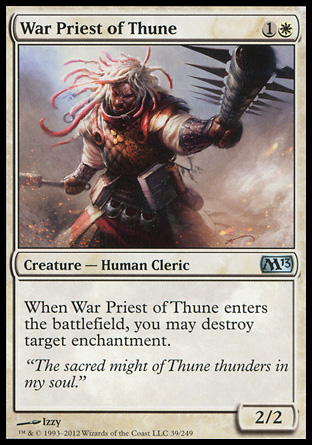 War Priest of Thune 1
Creature — Human Cleric M13
When War Priest of Thune enters
the battlefield, you may destroy
target enchantment.
“The sacred might of Thune thunders in
my soul.”
Izzy
™ & © 1993–2012 Wizards of the Coast LLC 39/249
2/2